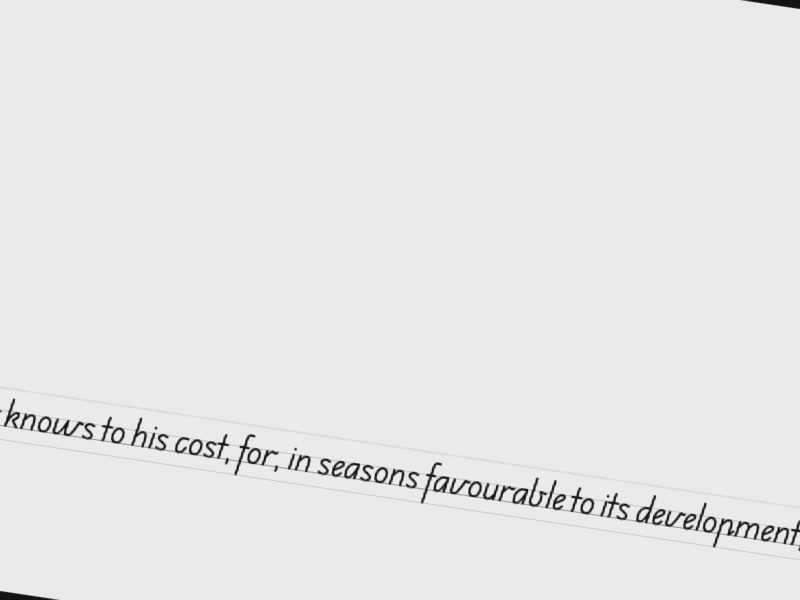 knows to his cost, for, in seasons favourable to its development,